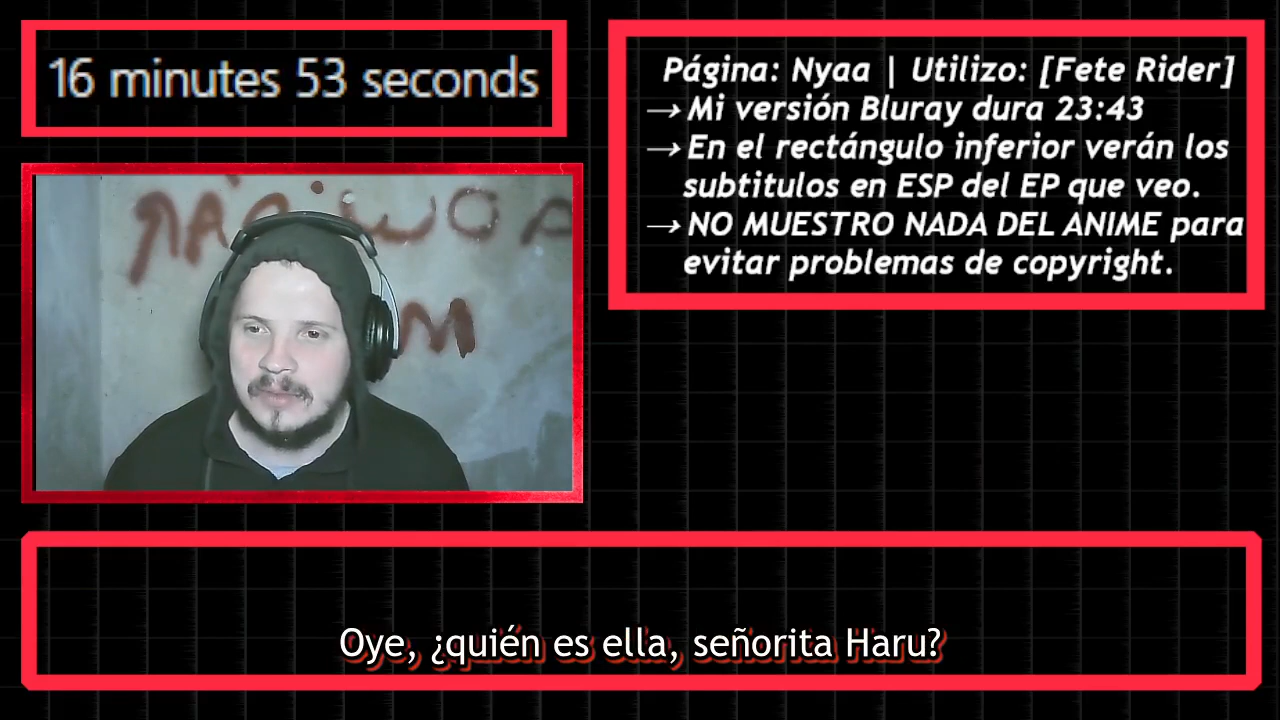 16 minutes 53 seconds
Página: Nyaa | Utilizo: [Fete Rider]
→ Mi versión Bluray dura 23:43
→ En el rectángulo inferior verán los
subtitulos en ESP del EP que veo.
→ NO MUESTRO NADA DEL ANIME para
evitar problemas de copyright.
Oye, ¿quién es ella, señorita Haru?